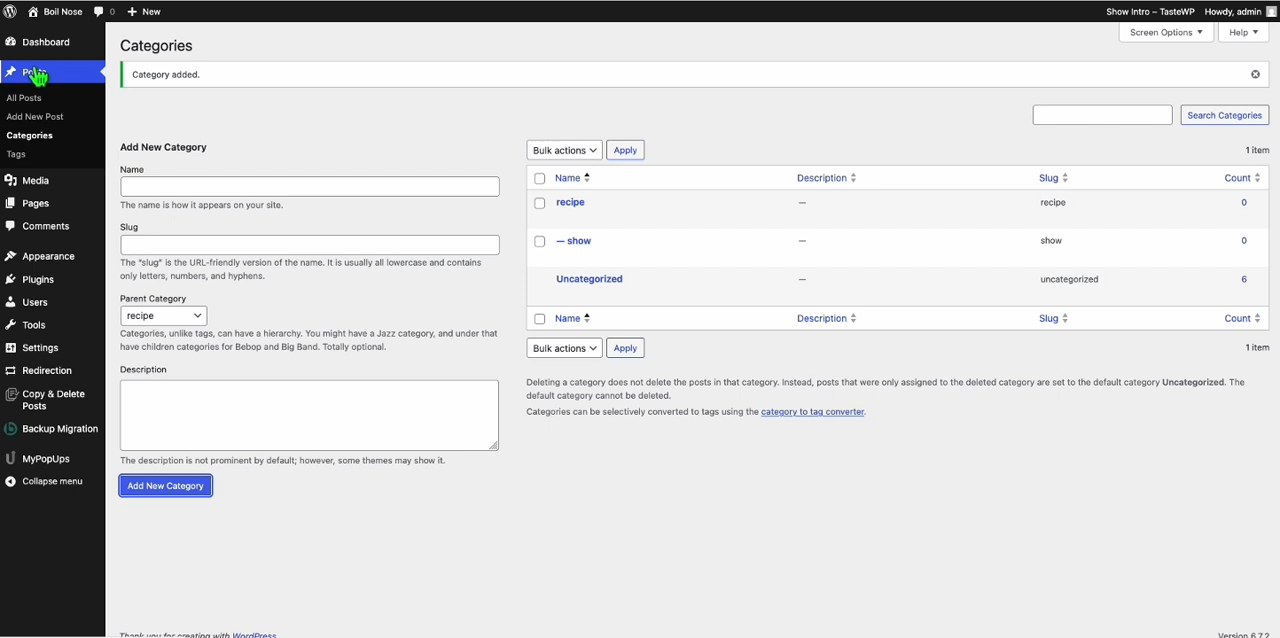 Boil Nose 0 + New Show Intro – TasteWP Howdy, admin
Dashboard
Posts
All Posts
Add New Post
Categories
Tags
Media
Pages
Comments
Appearance
Plugins
Users
Tools
Settings
Redirection
Copy & Delete
Posts
Backup Migration
MyPopUps
Collapse menu
Categories
Screen Options Help
Category added.
Search Categories
Add New Category
Name
The name is how it appears on your site.
Slug
The “slug” is the URL-friendly version of the name. It is usually all lowercase and contains
only letters, numbers, and hyphens.
Parent Category
recipe
Categories, unlike tags, can have a hierarchy. You might have a Jazz category, and under that
have children categories for Bebop and Big Band. Totally optional.
Description
The description is not prominent by default; however, some themes may show it.
Add New Category
Bulk actions Apply 1 item
Name Description Slug Count
recipe — recipe 0
— show — show 0
Uncategorized — uncategorized 6
Name Description Slug Count
Bulk actions Apply 1 item
Deleting a category does not delete the posts in that category. Instead, posts that were only assigned to the deleted category are set to the default category Uncategorized. The
default category cannot be deleted.
Categories can be selectively converted to tags using the category to tag converter.
Thank you for creating with WordPress Version 6.7.2